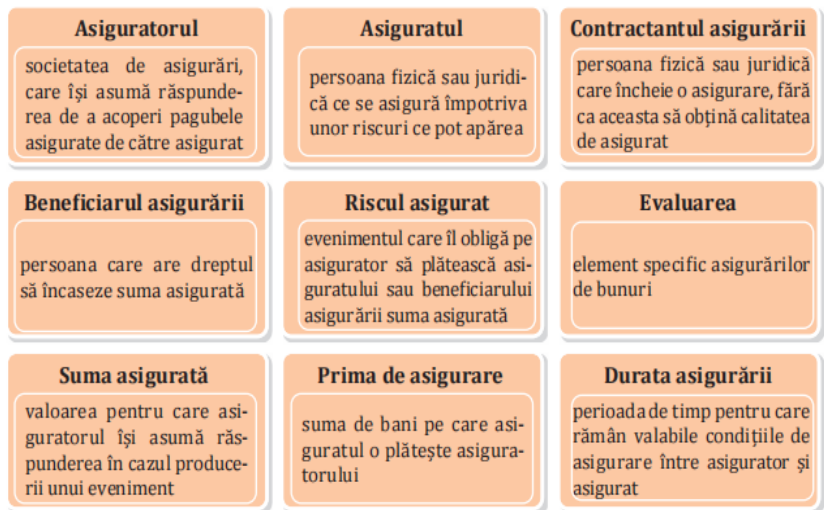 Asiguratorul
societatea de asigurări,
care își asumă răspunde-
rea de a acoperi pagubele
asigurate de către asigurat
Asiguratul
persoana fizică sau juridi-
că ce se asigură împotriva
unor riscuri ce pot apărea
Contractantul asigurării
persoana fizică sau juridică
care încheie o asigurare, fără
ca aceasta să obțină calitatea
de asigurat
Beneficiarul asigurării
persoana care are dreptul
să încaseze suma asigurată
Riscul asigurat
evenimentul care îl obligă pe
asigurator să plătească asi-
guratului sau beneficiarului
asigurării suma asigurată
Evaluarea
element specific asigurărilor
de bunuri
Suma asigurată
valoarea pentru care asi-
guratorul își asumă răs-
punderea în cazul produce-
rii unui eveniment
Prima de asigurare
suma de bani pe care asi-
guratul o plătește asigura-
torului
Durata asigurării
perioada de timp pentru care
rămân valabile condițiile de
asigurare între asigurator și
asigurat